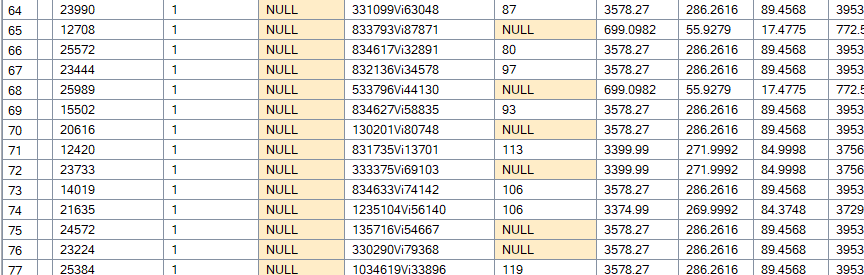 64 23990 1 NULL 331099Vi63048 87 3578.27 286.2616 89.4568 3953
65 12708 1 NULL 833793Vi87871 NULL 699.0982 55.9279 17.4775 772.5
66 25572 1 NULL 834617Vi32891 80 3578.27 286.2616 89.4568 3953
67 23444 1 NULL 832136Vi34578 97 3578.27 286.2616 89.4568 3953
68 25989 1 NULL 533796Vi44130 NULL 699.0982 55.9279 17.4775 772.5
69 15502 1 NULL 834627Vi58835 93 3578.27 286.2616 89.4568 3953
70 20616 1 NULL 130201Vi80748 NULL 3578.27 286.2616 89.4568 3953
71 12420 1 NULL 831735Vi13701 113 3399.99 271.9992 84.9998 3756
72 23733 1 NULL 333375Vi69103 NULL 3399.99 271.9992 84.9998 3756
73 14019 1 NULL 834633Vi74142 106 3578.27 286.2616 89.4568 3953
74 21635 1 NULL 1235104Vi56140 106 3374.99 269.9992 84.3748 3729
75 24572 1 NULL 135716Vi54667 NULL 3578.27 286.2616 89.4568 3953
76 23224 1 NULL 330290Vi79368 NULL 3578.27 286.2616 89.4568 3953
77 25384 1 NULL 1034619Vi33896 119 3578.27 286.2616 89.4568 3953